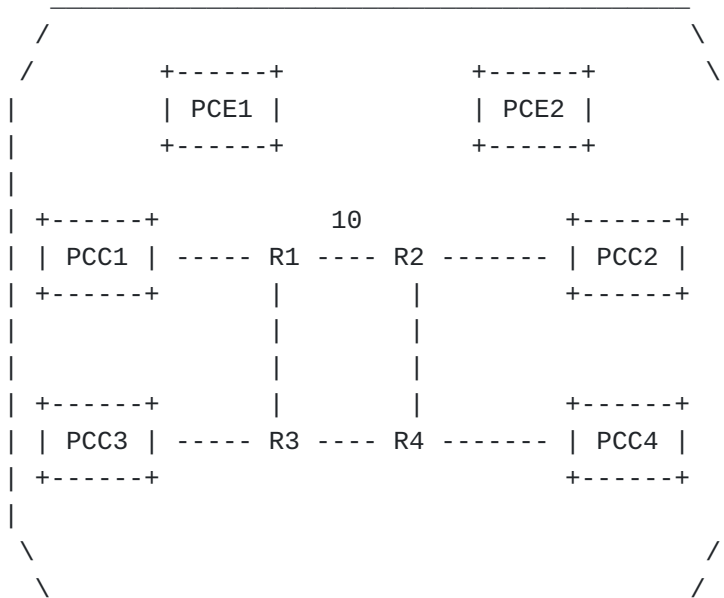 PCE1 PCE2
10
PCC1 ----- R1 ---- R2 ------- PCC2
PCC3 ----- R3 ---- R4 ------- PCC4